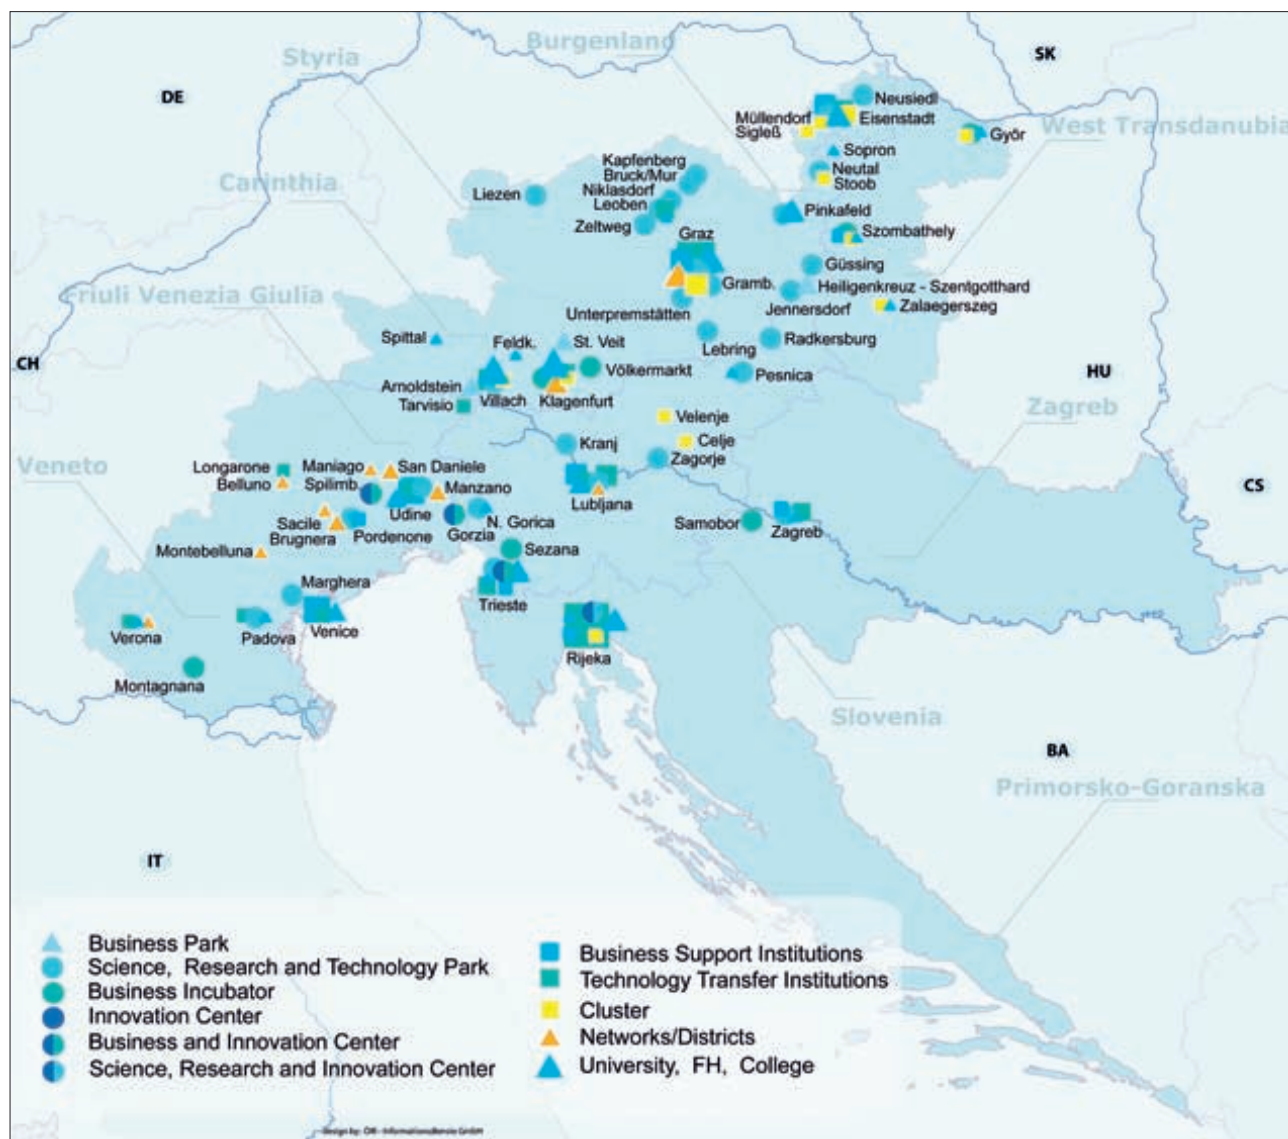 Burgenland
SK
Styria
DE
Neusiedl
Müllendorf
Eisenstadt
Sigleß
Györ
West Transdanubia
Sopron
Kapfenberg
Bruck/Mur
Neutal
Stoob
Carinthia
Liezen
Niklasdorf
Leoben
Pinkafeld
Zeltweg
Graz
Szombathely
Güssing
Gramb.
Heiligenkreuz - Szentgotthard
Friuli Venezia Giulia
Jennersdorf
Zalaegerszeg
Unterpremstätten
Spittal
Feldk.
St. Veit
Lebring
Radkersburg
CH
Völkermarkt
HU
Arnoldstein
Pesnica
Tarvisio
Villach
Klagenfurt
Zagreb
Velenje
Kranj
Celje
Zagorje
Veneto
Longarone
Maniago
San Daniele
Belluno
Spilimb.
Manzano
CS
Lubljana
Udine
Sacile
Brugnera
Pordenone
Gorzia
N. Gorica
Samobor
Zagreb
Montebelluna
Sezana
Marghera
Trieste
Verona
Padova
Venice
Rijeka
Montagnana
Slovenia
BA
Primorsko-Goranska
IT
Business Park
Science, Research and Technology Park
Business Incubator
Innovation Center
Business and Innovation Center
Science, Research and Innovation Center
Business Support Institutions
Technology Transfer Institutions
Cluster
Networks/Districts
University, FH, College